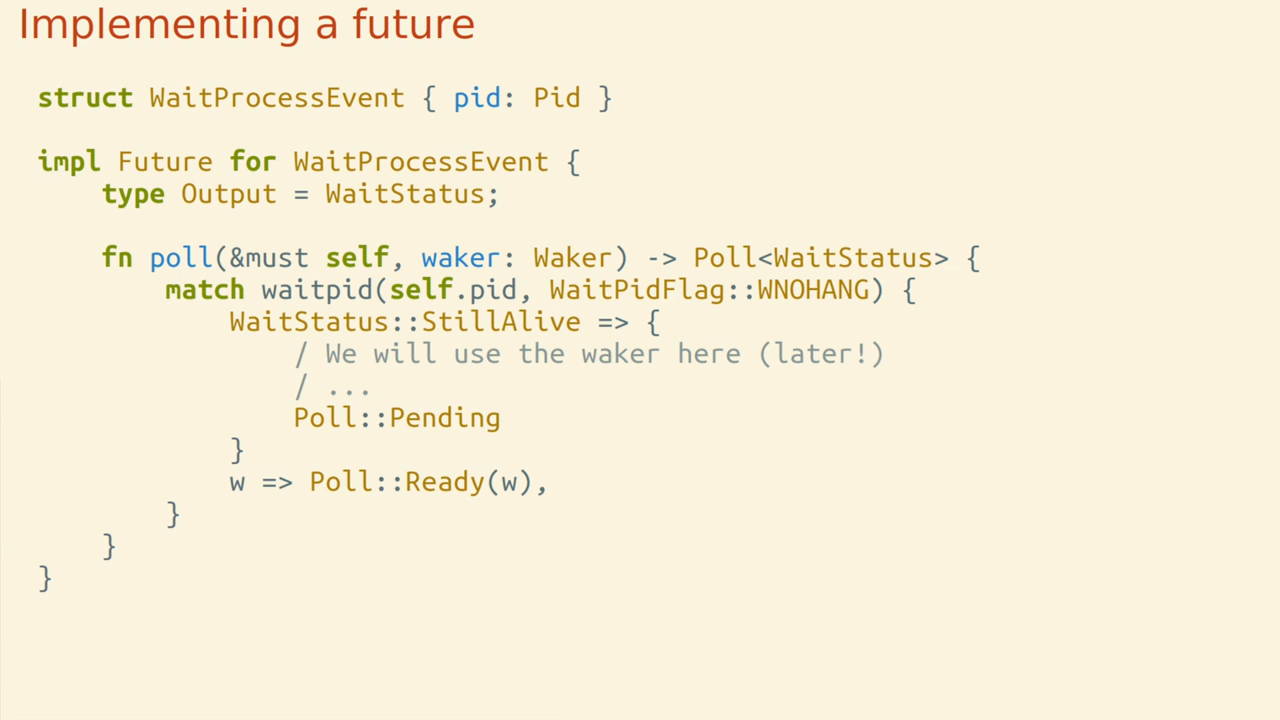 Implementing a future
struct WaitProcessEvent { pid: Pid }
impl Future for WaitProcessEvent {
    type Output = WaitStatus;
    fn poll(&must self, waker: Waker) -> Poll<WaitStatus> {
        match waitpid(self.pid, WaitPidFlag::WNOHANG) {
            WaitStatus::StillAlive => {
                / We will use the waker here (later!)
                / ...
                Poll::Pending
            }
            w => Poll::Ready(w),
        }
    }
}